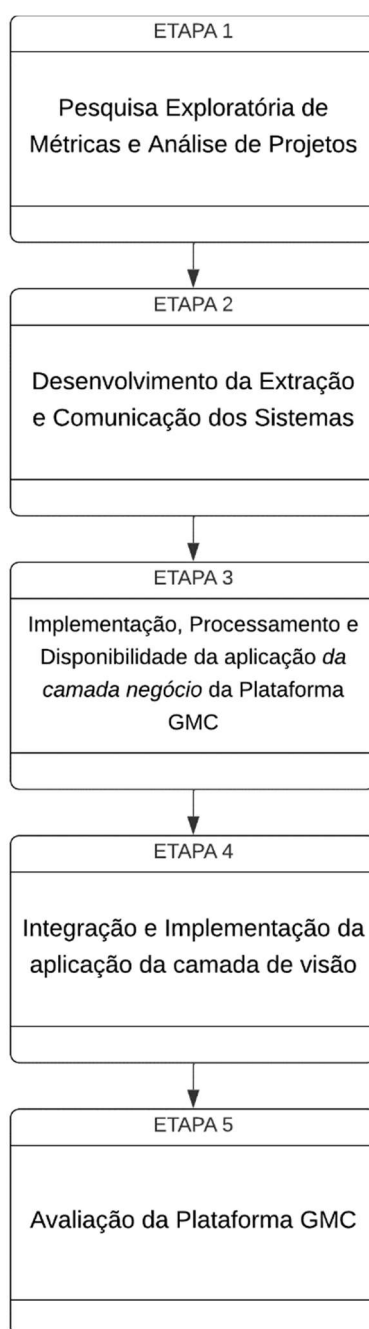 ETAPA 1
Pesquisa Exploratória de
Métricas e Análise de Projetos
ETAPA 2
Desenvolvimento da Extração
e Comunicação dos Sistemas
ETAPA 3
Implementação, Processamento e
Disponibilidade da aplicação da
camada negócio da Plataforma
GMC
ETAPA 4
Integração e Implementação da
aplicação da camada de visão
ETAPA 5
Avaliação da Plataforma GMC